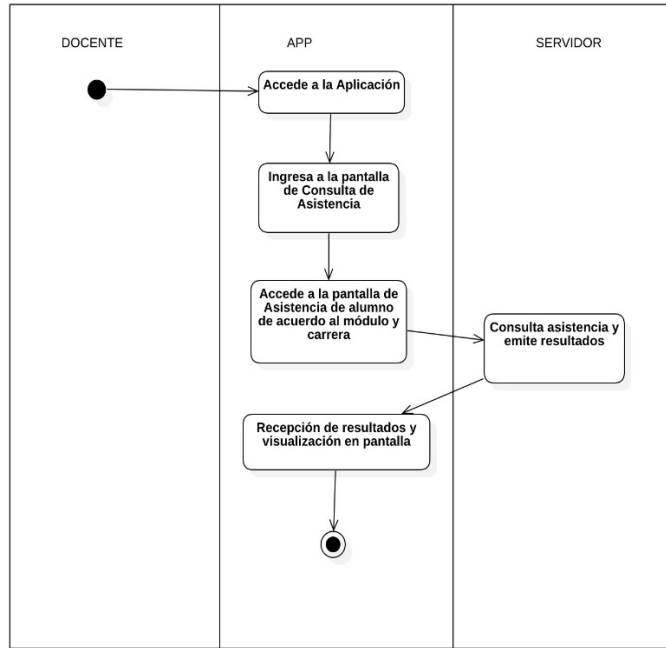 DOCENTE
APP
SERVIDOR
Accede a la Aplicación
Ingresa a la pantalla
de Consulta de
Asistencia
Accede a la pantalla de
Asistencia de alumno
de acuerdo al módulo y
carrera
Consulta asistencia y
emite resultados
Recepción de resultados y
visualización en pantalla